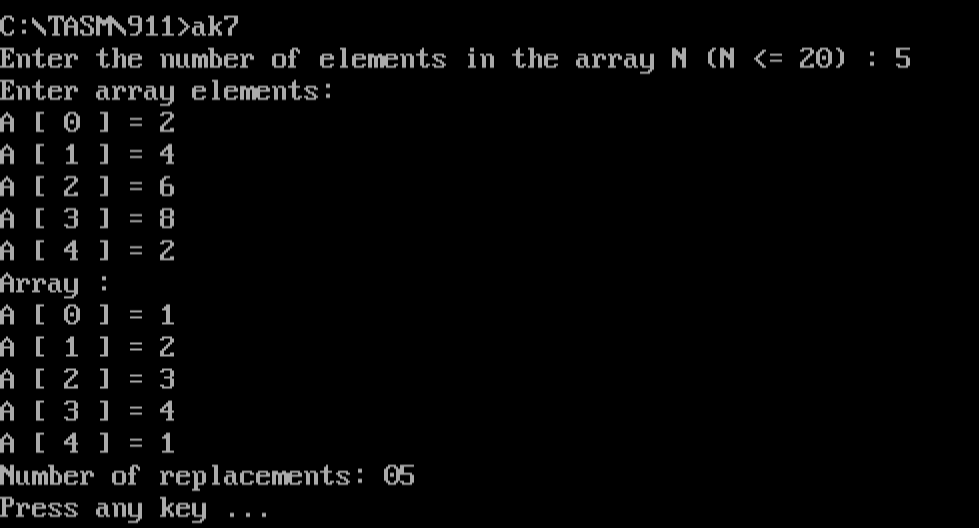 C:\TASM\911>ak7
Enter the number of elements in the array N (N <= 20) : 5
Enter array elements:
A [ 0 ] = 2
A [ 1 ] = 4
A [ 2 ] = 6
A [ 3 ] = 8
A [ 4 ] = 2
Array :
A [ 0 ] = 1
A [ 1 ] = 2
A [ 2 ] = 3
A [ 3 ] = 4
A [ 4 ] = 1
Number of replacements: 05
Press any key ...